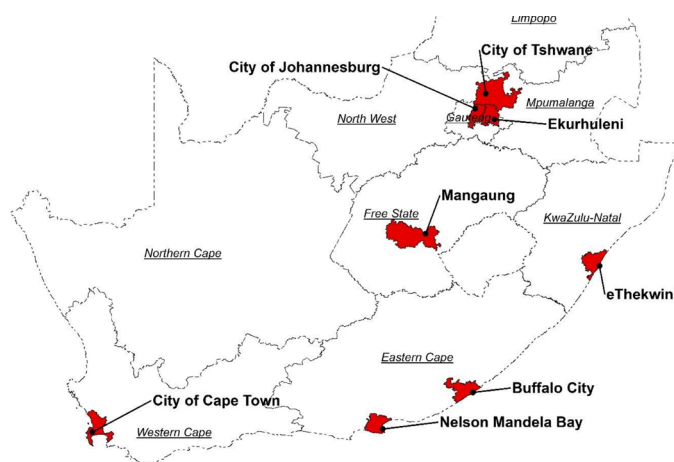 Limpopo
City of Tshwane
City of Johannesburg
Mpumalanga
North West
Gauteng
Ekurhuleni
Mangaung
Free State
KwaZulu-Natal
Northern Cape
eThekwin
Eastern Cape
Buffalo City
City of Cape Town
Nelson Mandela Bay
Western Cape